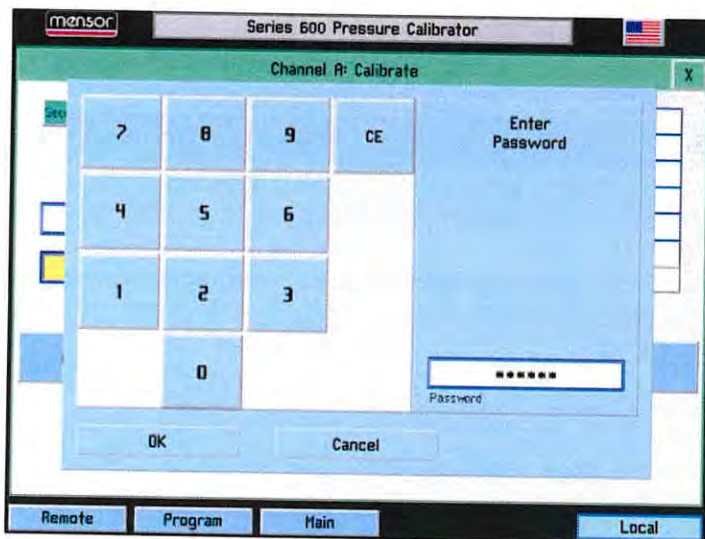 mensor
Series 600 Pressure Calibrator
Channel A: Calibrate
X
7 8 9 CE
Enter
Password
4 5 6
1 2 3
0
******
Password
OK Cancel
Remote Program Main Local